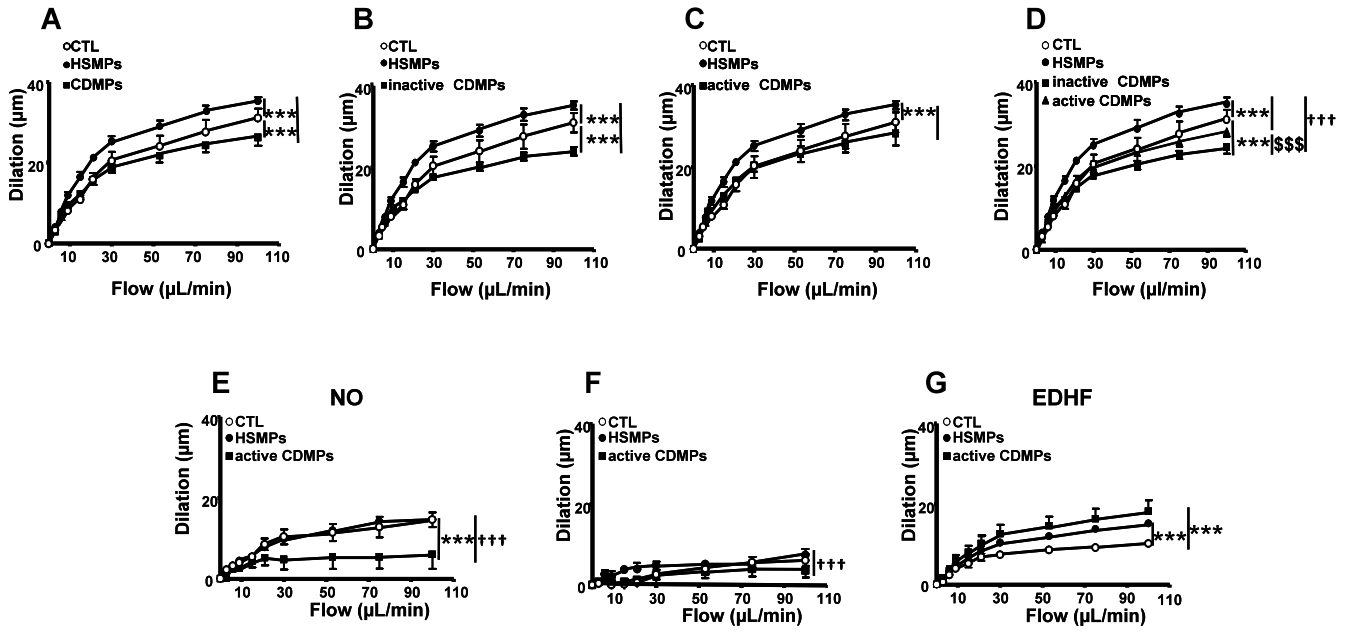 A
CTL
HSMPs
CDMPs
Dilation (µm)
40
20
0
10 30 50 70 90 110
Flow (µL/min)
***
***
B
CTL
HSMPs
inactive CDMPs
Dilation (µm)
40
20
0
10 30 50 70 90 110
Flow (µL/min)
***
***
C
CTL
HSMPs
active CDMPs
Dilatation (µm)
40
20
0
10 30 50 70 90 110
Flow (µL/min)
***
D
CTL
HSMPs
inactive CDMPs
active CDMPs
Dilatation (µm)
40
20
0
10 30 50 70 90 110
Flow (µl/min)
***
*** $$$
†††
E
NO
CTL
HSMPs
active CDMPs
Dilation (µm)
40
20
0
10 30 50 70 90 110
Flow (µL/min)
*** †††
F
CTL
HSMPs
active CDMPs
Dilation (µm)
40
20
0
10 30 50 70 90 110
Flow (µL/min)
†††
G
EDHF
CTL
HSMPs
active CDMPs
Dilation (µm)
40
20
0
10 30 50 70 90 110
Flow (µL/min)
*** ***